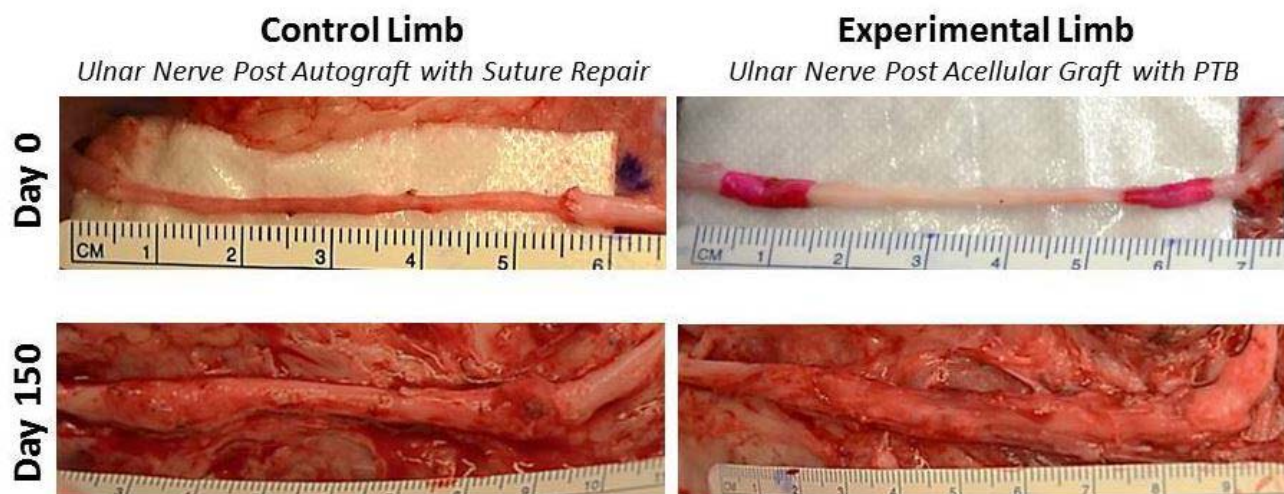 Control Limb
Ulnar Nerve Post Autograft with Suture Repair
Experimental Limb
Ulnar Nerve Post Acellular Graft with PTB
Day 0
CM 1 2 3 4 5 6
CM 1 2 3 4 5 6 7
Day 150
3 8 9 10
1 2 3 4 5 6 7 8 9